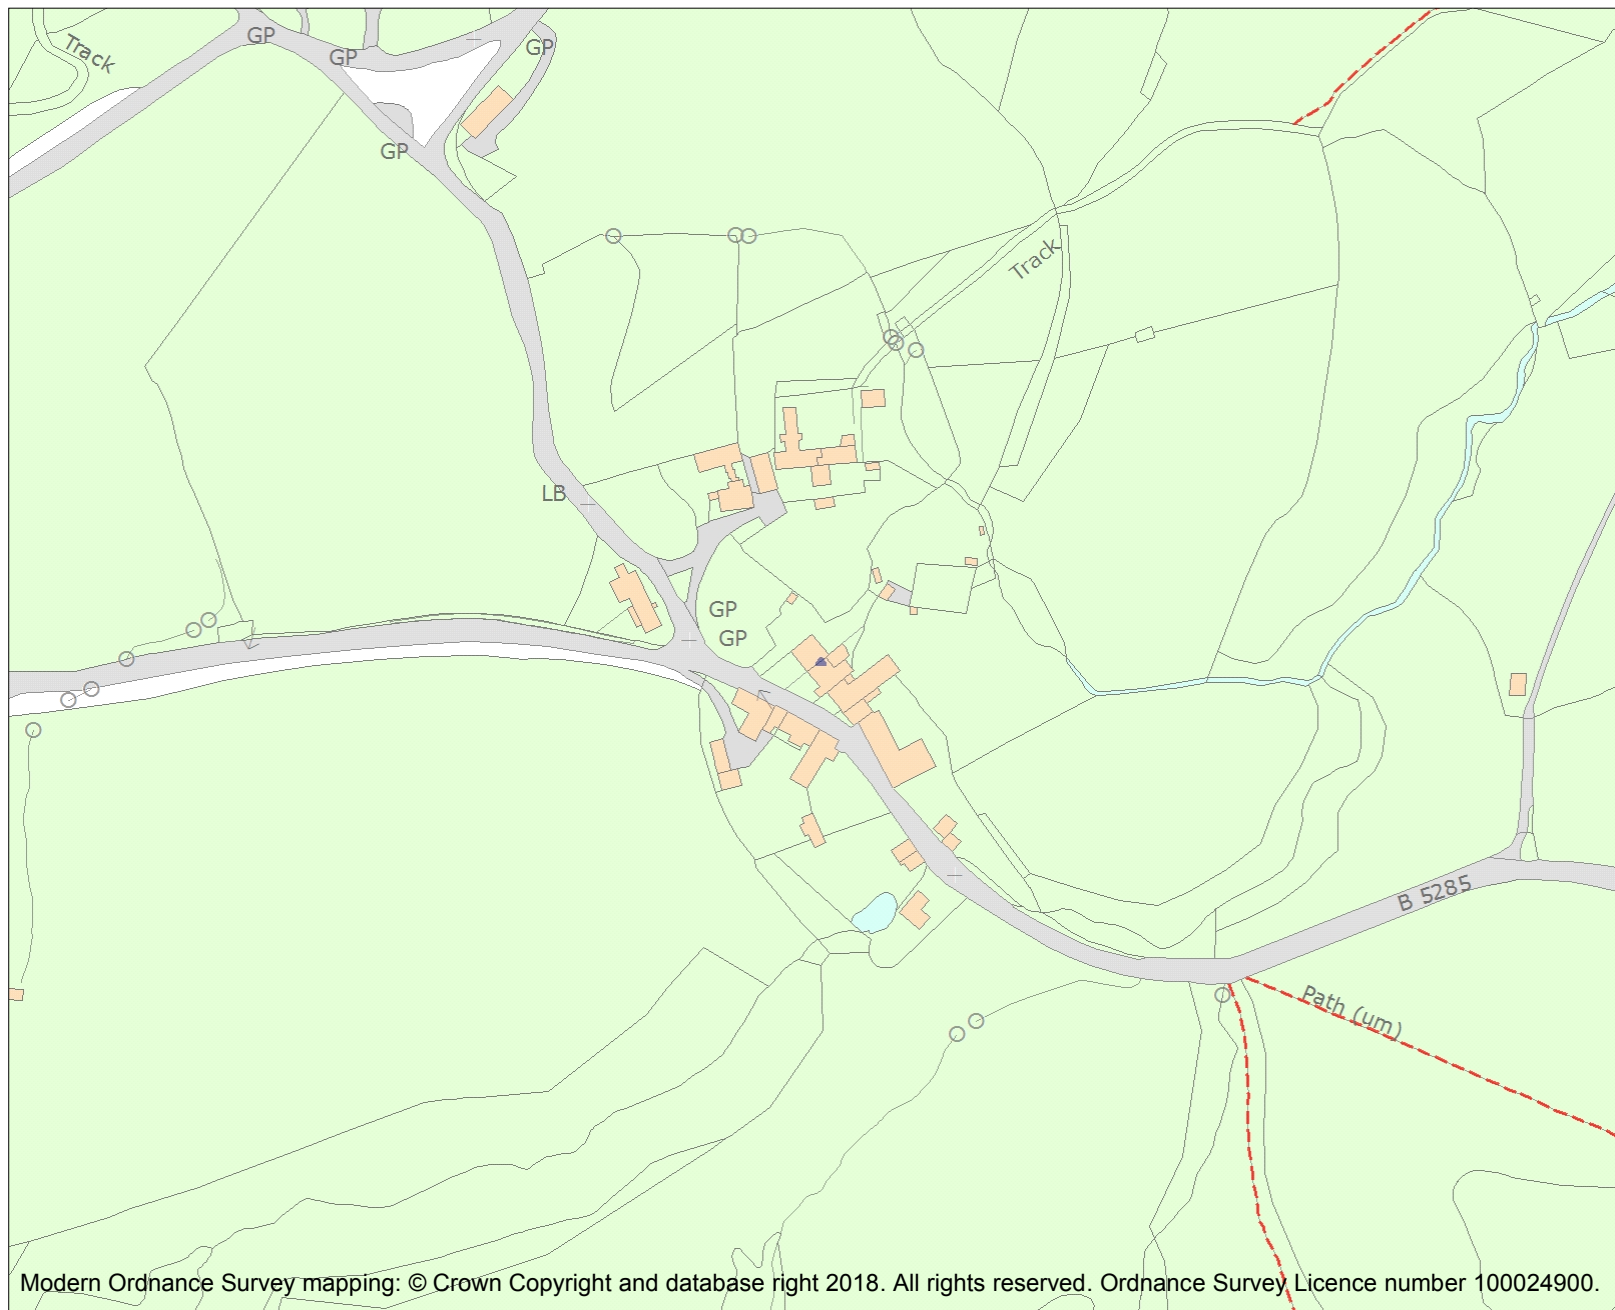 GP
Track
GP
GP
GP
Track
LB
GP
GP
B 5285
Path (um)
Modern Ordnance Survey mapping: © Crown Copyright and database right 2018. All rights reserved. Ordnance Survey Licence number 100024900.